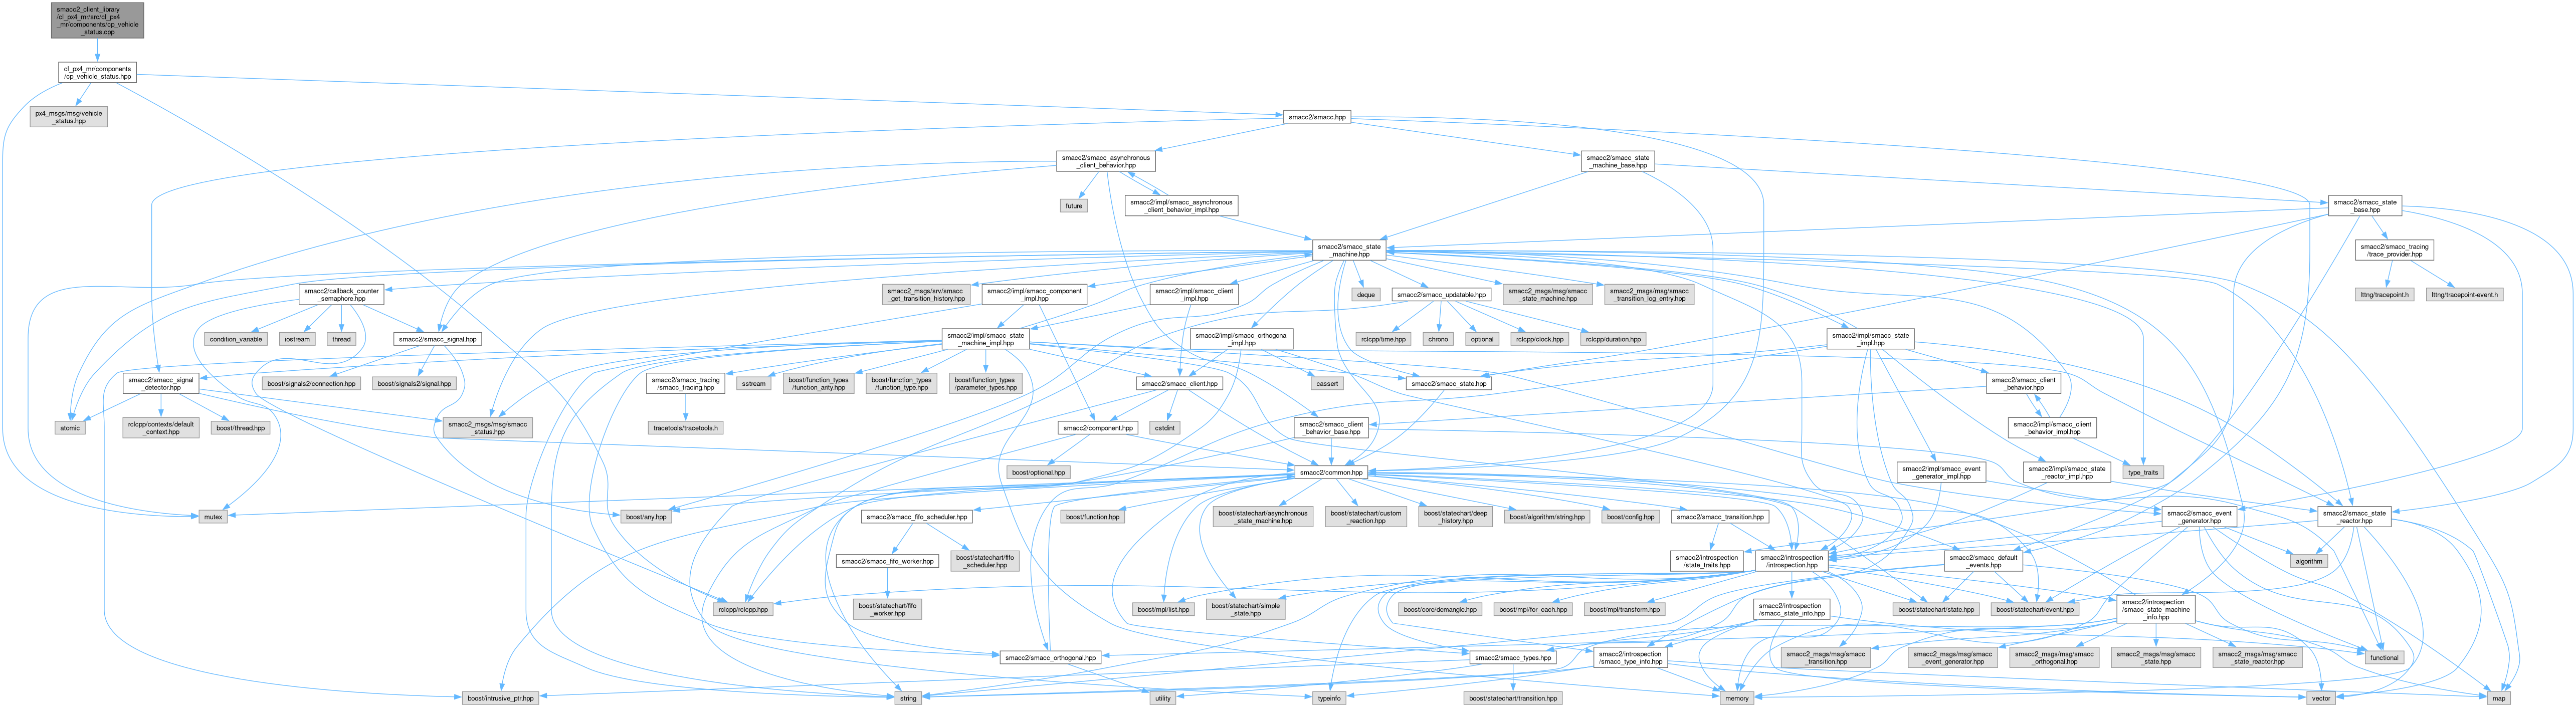 smacc2_client_library
/cl_px4_mr/src/cl_px4
_mr/components/cp_vehicle
_status.cpp
cl_px4_mr/components
/cp_vehicle_status.hpp
px4_msgs/msg/vehicle
_status.hpp
smacc2/smacc.hpp
smacc2/smacc_asynchronous
_client_behavior.hpp
smacc2/smacc_state
_machine_base.hpp
future
smacc2/impl/smacc_asynchronous
_client_behavior_impl.hpp
smacc2/smacc_state
_base.hpp
smacc2/smacc_state
_machine.hpp
smacc2/smacc_tracing
/trace_provider.hpp
smacc2/callback_counter
_semaphore.hpp
smacc2_msgs/srv/smacc
_get_transition_history.hpp
smacc2/impl/smacc_component
_impl.hpp
smacc2/impl/smacc_client
_impl.hpp
deque
smacc2/smacc_updatable.hpp
smacc2_msgs/msg/smacc
_state_machine.hpp
smacc2_msgs/msg/smacc
_transition_log_entry.hpp
lttng/tracepoint.h
lttng/tracepoint-event.h
condition_variable
iostream
thread
smacc2/smacc_signal.hpp
smacc2/impl/smacc_state
_machine_impl.hpp
smacc2/impl/smacc_orthogonal
_impl.hpp
rclcpp/time.hpp
chrono
optional
rclcpp/clock.hpp
rclcpp/duration.hpp
smacc2/impl/smacc_state
_impl.hpp
smacc2/smacc_signal
_detector.hpp
boost/signals2/connection.hpp
boost/signals2/signal.hpp
smacc2/smacc_tracing
/smacc_tracing.hpp
sstream
boost/function_types
/function_arity.hpp
boost/function_types
/function_type.hpp
boost/function_types
/parameter_types.hpp
smacc2/smacc_client.hpp
cassert
smacc2/smacc_state.hpp
smacc2/smacc_client
_behavior.hpp
atomic
rclcpp/contexts/default
_context.hpp
boost/thread.hpp
smacc2_msgs/msg/smacc
_status.hpp
tracetools/tracetools.h
smacc2/component.hpp
cstdint
smacc2/smacc_client
_behavior_base.hpp
smacc2/impl/smacc_client
_behavior_impl.hpp
boost/optional.hpp
smacc2/common.hpp
smacc2/impl/smacc_event
_generator_impl.hpp
smacc2/impl/smacc_state
_reactor_impl.hpp
type_traits
mutex
boost/any.hpp
smacc2/smacc_fifo_scheduler.hpp
boost/function.hpp
boost/statechart/asynchronous
_state_machine.hpp
boost/statechart/custom
_reaction.hpp
boost/statechart/deep
_history.hpp
boost/algorithm/string.hpp
boost/config.hpp
smacc2/smacc_transition.hpp
smacc2/smacc_event
_generator.hpp
smacc2/smacc_state
_reactor.hpp
smacc2/smacc_fifo_worker.hpp
boost/statechart/fifo
_scheduler.hpp
smacc2/introspection
/state_traits.hpp
smacc2/introspection
/introspection.hpp
smacc2/smacc_default
_events.hpp
algorithm
rclcpp/rclcpp.hpp
boost/statechart/fifo
_worker.hpp
boost/mpl/list.hpp
boost/statechart/simple
_state.hpp
boost/core/demangle.hpp
boost/mpl/for_each.hpp
boost/mpl/transform.hpp
smacc2/introspection
/smacc_state_info.hpp
boost/statechart/state.hpp
boost/statechart/event.hpp
smacc2/introspection
/smacc_state_machine
_info.hpp
smacc2/smacc_orthogonal.hpp
smacc2/smacc_types.hpp
smacc2/introspection
/smacc_type_info.hpp
smacc2_msgs/msg/smacc
_transition.hpp
smacc2_msgs/msg/smacc
_event_generator.hpp
smacc2_msgs/msg/smacc
_orthogonal.hpp
smacc2_msgs/msg/smacc
_state.hpp
smacc2_msgs/msg/smacc
_state_reactor.hpp
functional
boost/intrusive_ptr.hpp
string
utility
boost/statechart/transition.hpp
typeinfo
memory
vector
map